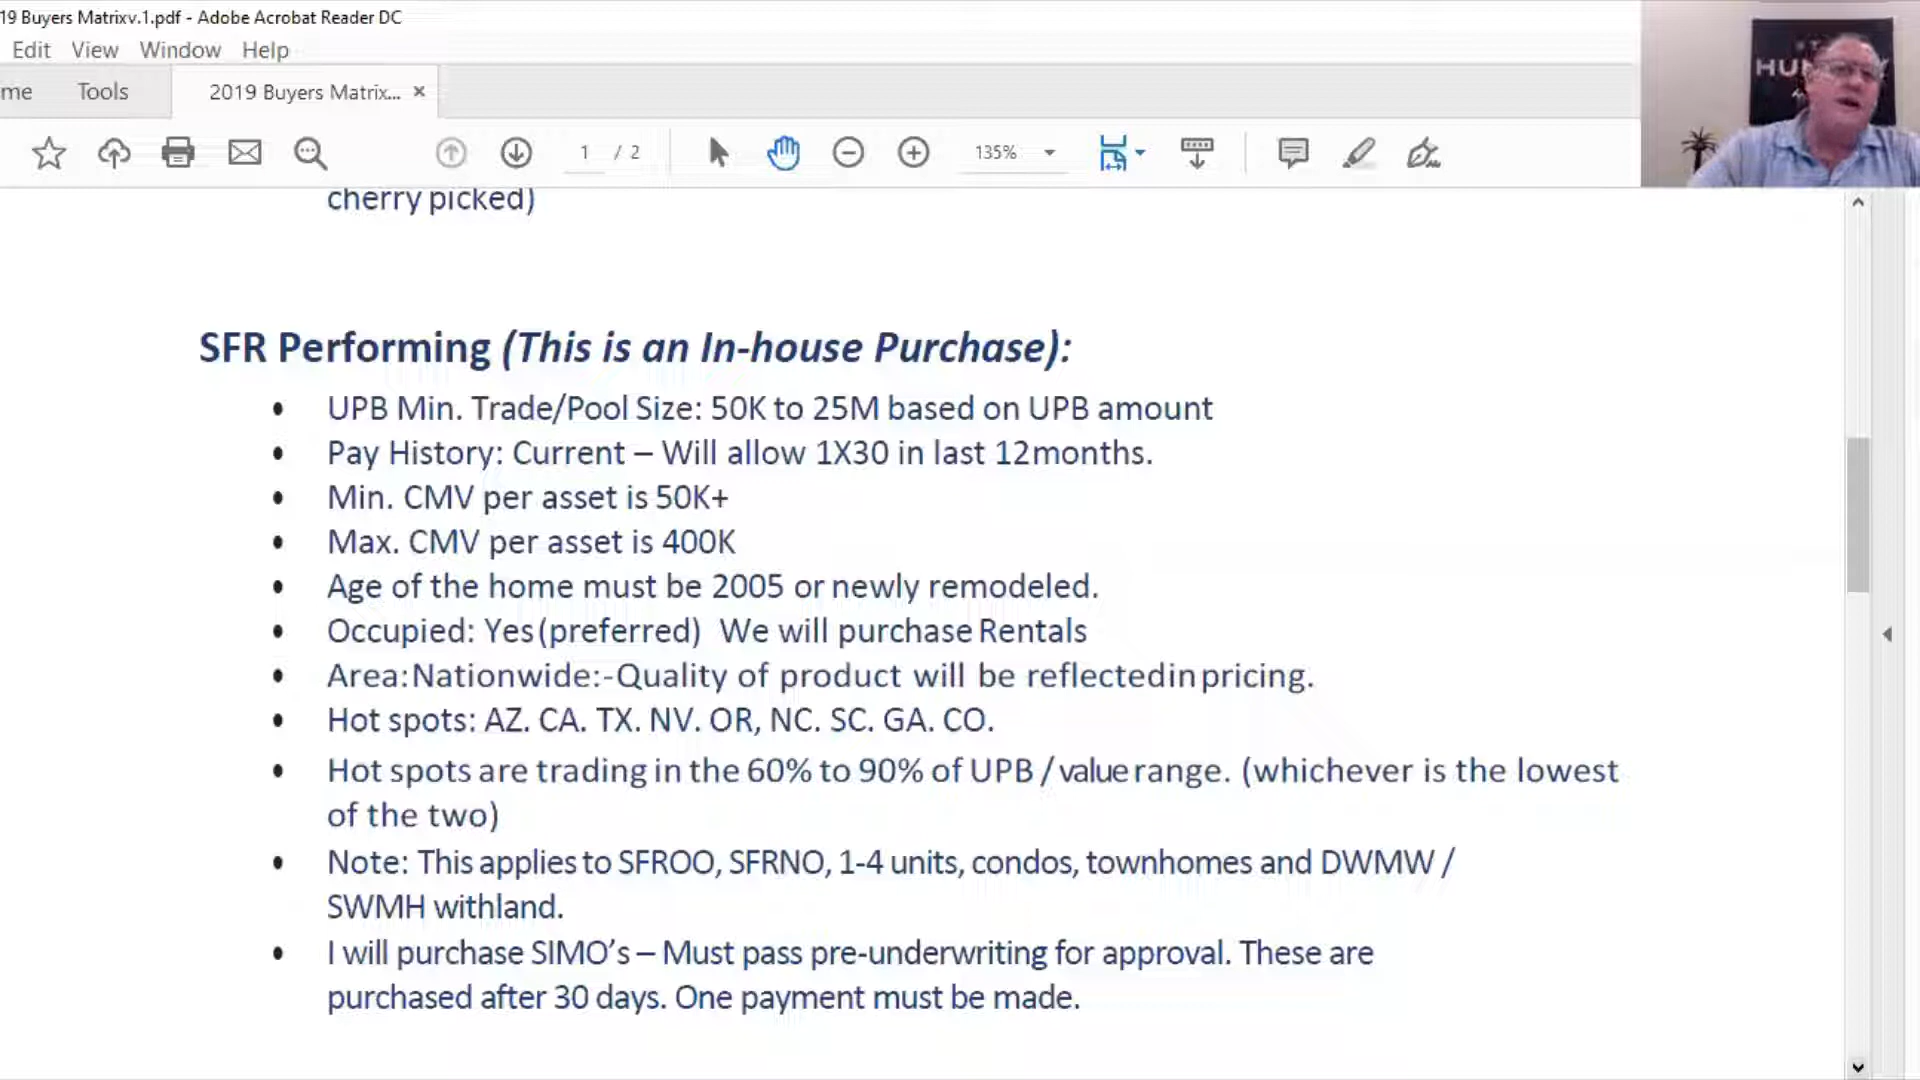 19 Buyers Matrixv.1.pdf - Adobe Acrobat Reader DC
Edit View Window Help
me Tools 2019 Buyers Matrix... ×
1 / 2 135%
cherry picked)
SFR Performing (This is an In-house Purchase):
• UPB Min. Trade/Pool Size: 50K to 25M based on UPB amount
• Pay History: Current – Will allow 1X30 in last 12months.
• Min. CMV per asset is 50K+
• Max. CMV per asset is 400K
• Age of the home must be 2005 or newly remodeled.
• Occupied: Yes(preferred) We will purchase Rentals
• Area:Nationwide:-Quality of product will be reflectedinpricing.
• Hot spots: AZ. CA. TX. NV. OR, NC. SC. GA. CO.
• Hot spots are trading in the 60% to 90% of UPB / value range. (whichever is the lowest
of the two)
• Note: This applies to SFROO, SFRNO, 1-4 units, condos, townhomes and DWMW /
SWMH withland.
• I will purchase SIMO’s – Must pass pre-underwriting for approval. These are
purchased after 30 days. One payment must be made.